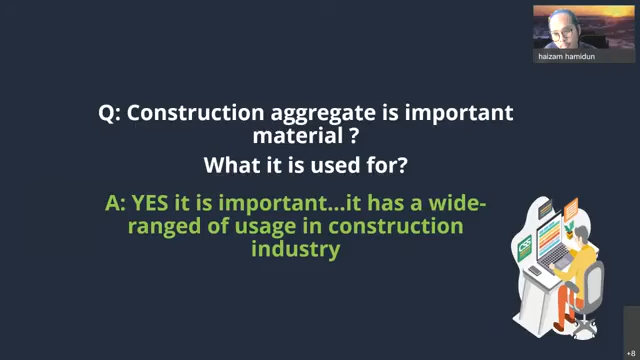 haizam hamidun
Q: Construction aggregate is important
material ?
What it is used for?
A: YES it is important...it has a wide-
ranged of usage in construction
industry
CSS
+8